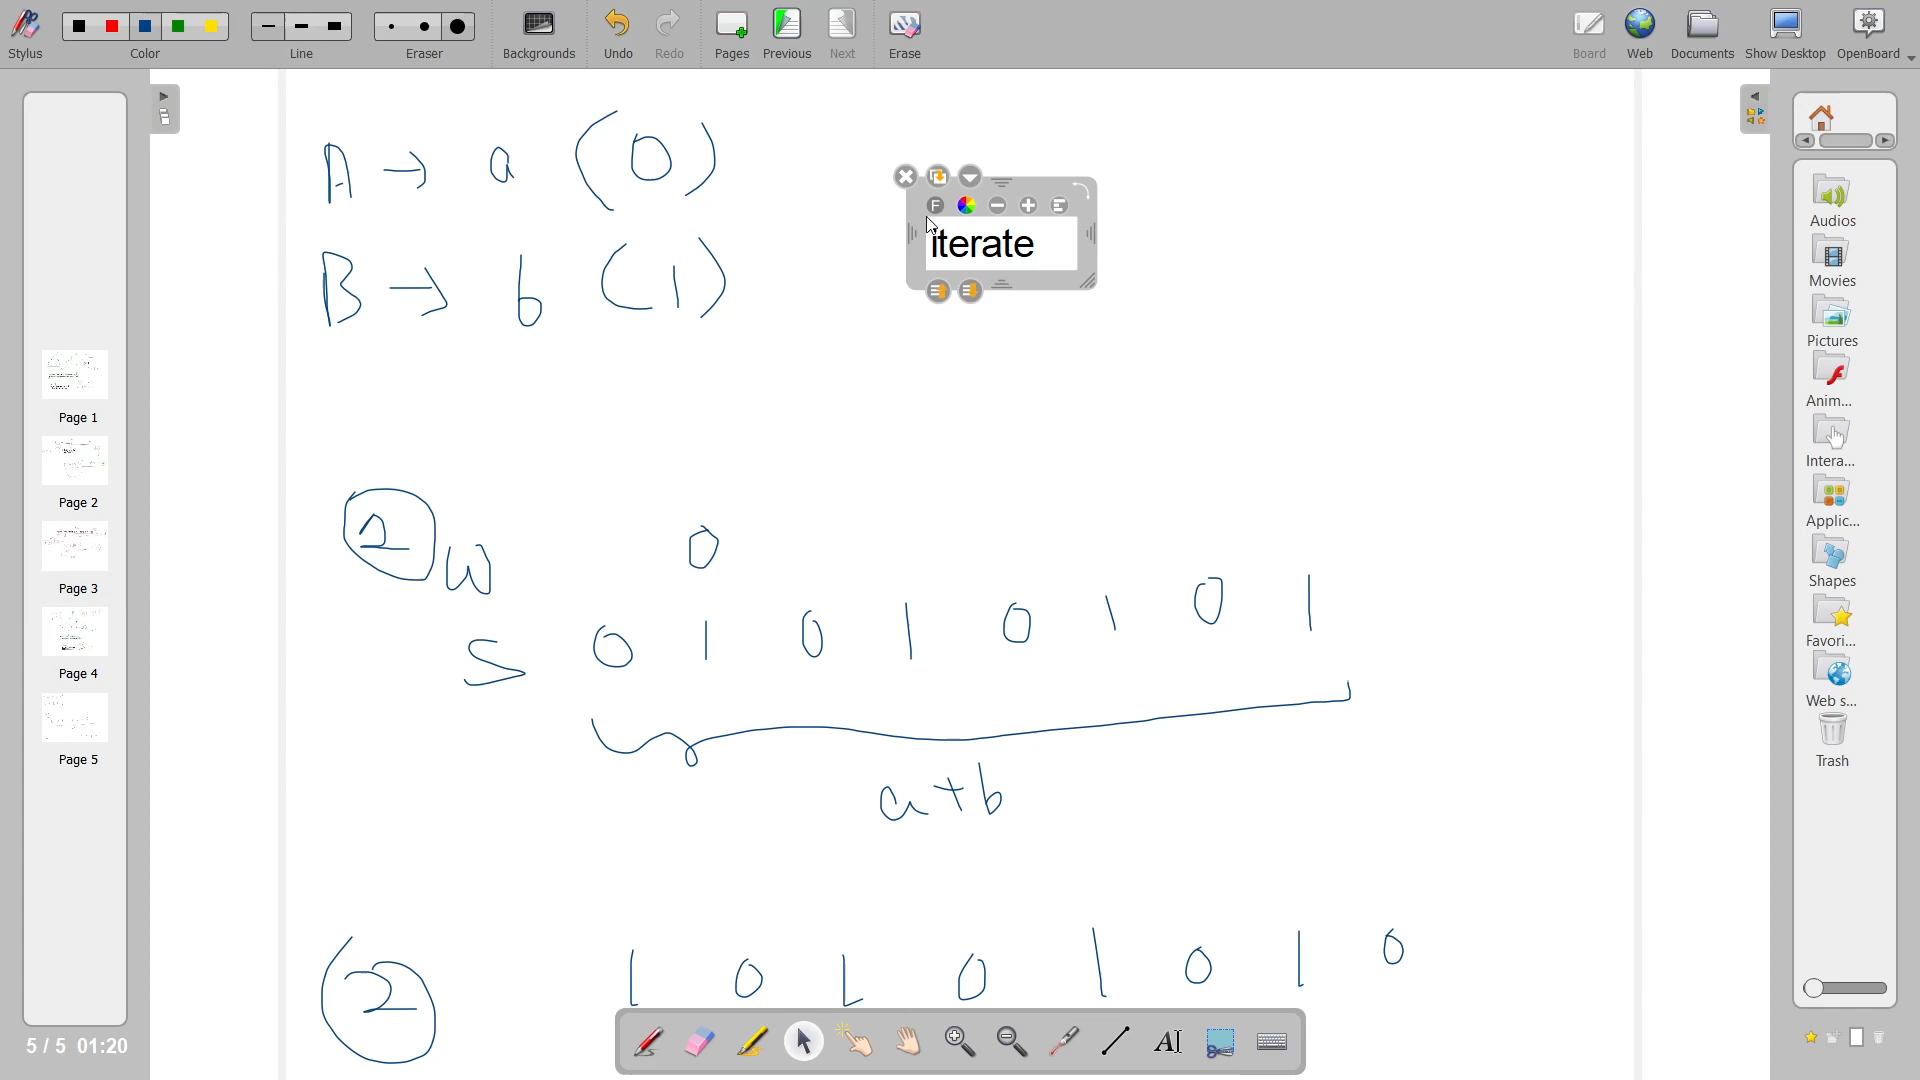 Stylus
Color
Line
Eraser
Backgrounds
Undo
Redo
Pages
Previous
Next
Erase
Board
Web
Documents
Show Desktop
OpenBoard
A → a (0)
F
iterate
B → b (1)
2
W 0
S 0 1 0 1 0 1 0 1
a+b
2 1 0 1 0 1 0 1 0
Page 1
Page 2
Page 3
Page 4
Page 5
5 / 5 01:20
Audios
Movies
Pictures
Anim...
Intera...
Applic...
Shapes
Favori...
Web s...
Trash
AI